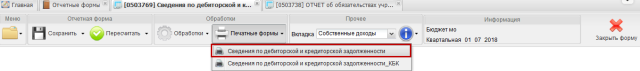 Главная Отчетные формы [0503769] Сведения по дебиторской и к... [0503738] ОТЧЕТ об обязательствах учр...
Отчетная форма Обработки Прочее Информация
Меню Сохранить Пересчитать Обработки Печатные формы Вкладка Собственные доходы Бюджет мо
Квартальная 01 07 2018 Закрыть форму
Сведения по дебиторской и кредиторской задолженности
Сведения по дебиторской и кредиторской задолженности_КБК